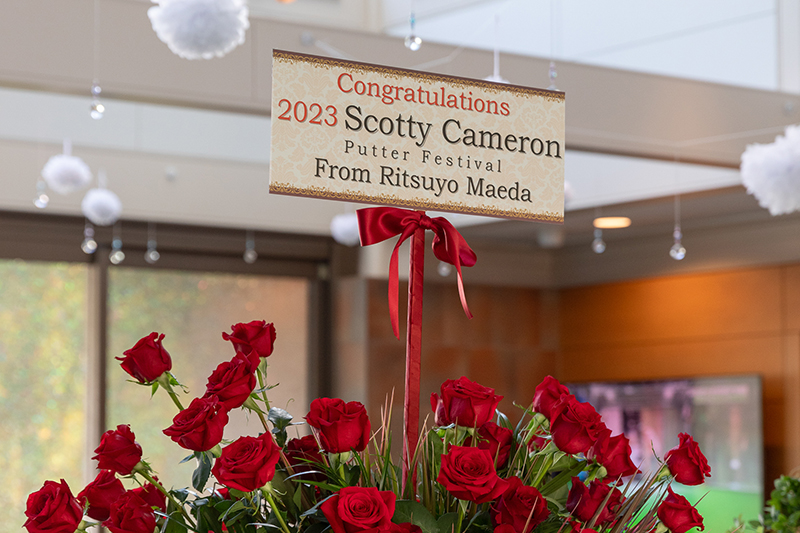 Congratulations
2023 Scotty Cameron
Putter Festival
From Ritsuyo Maeda